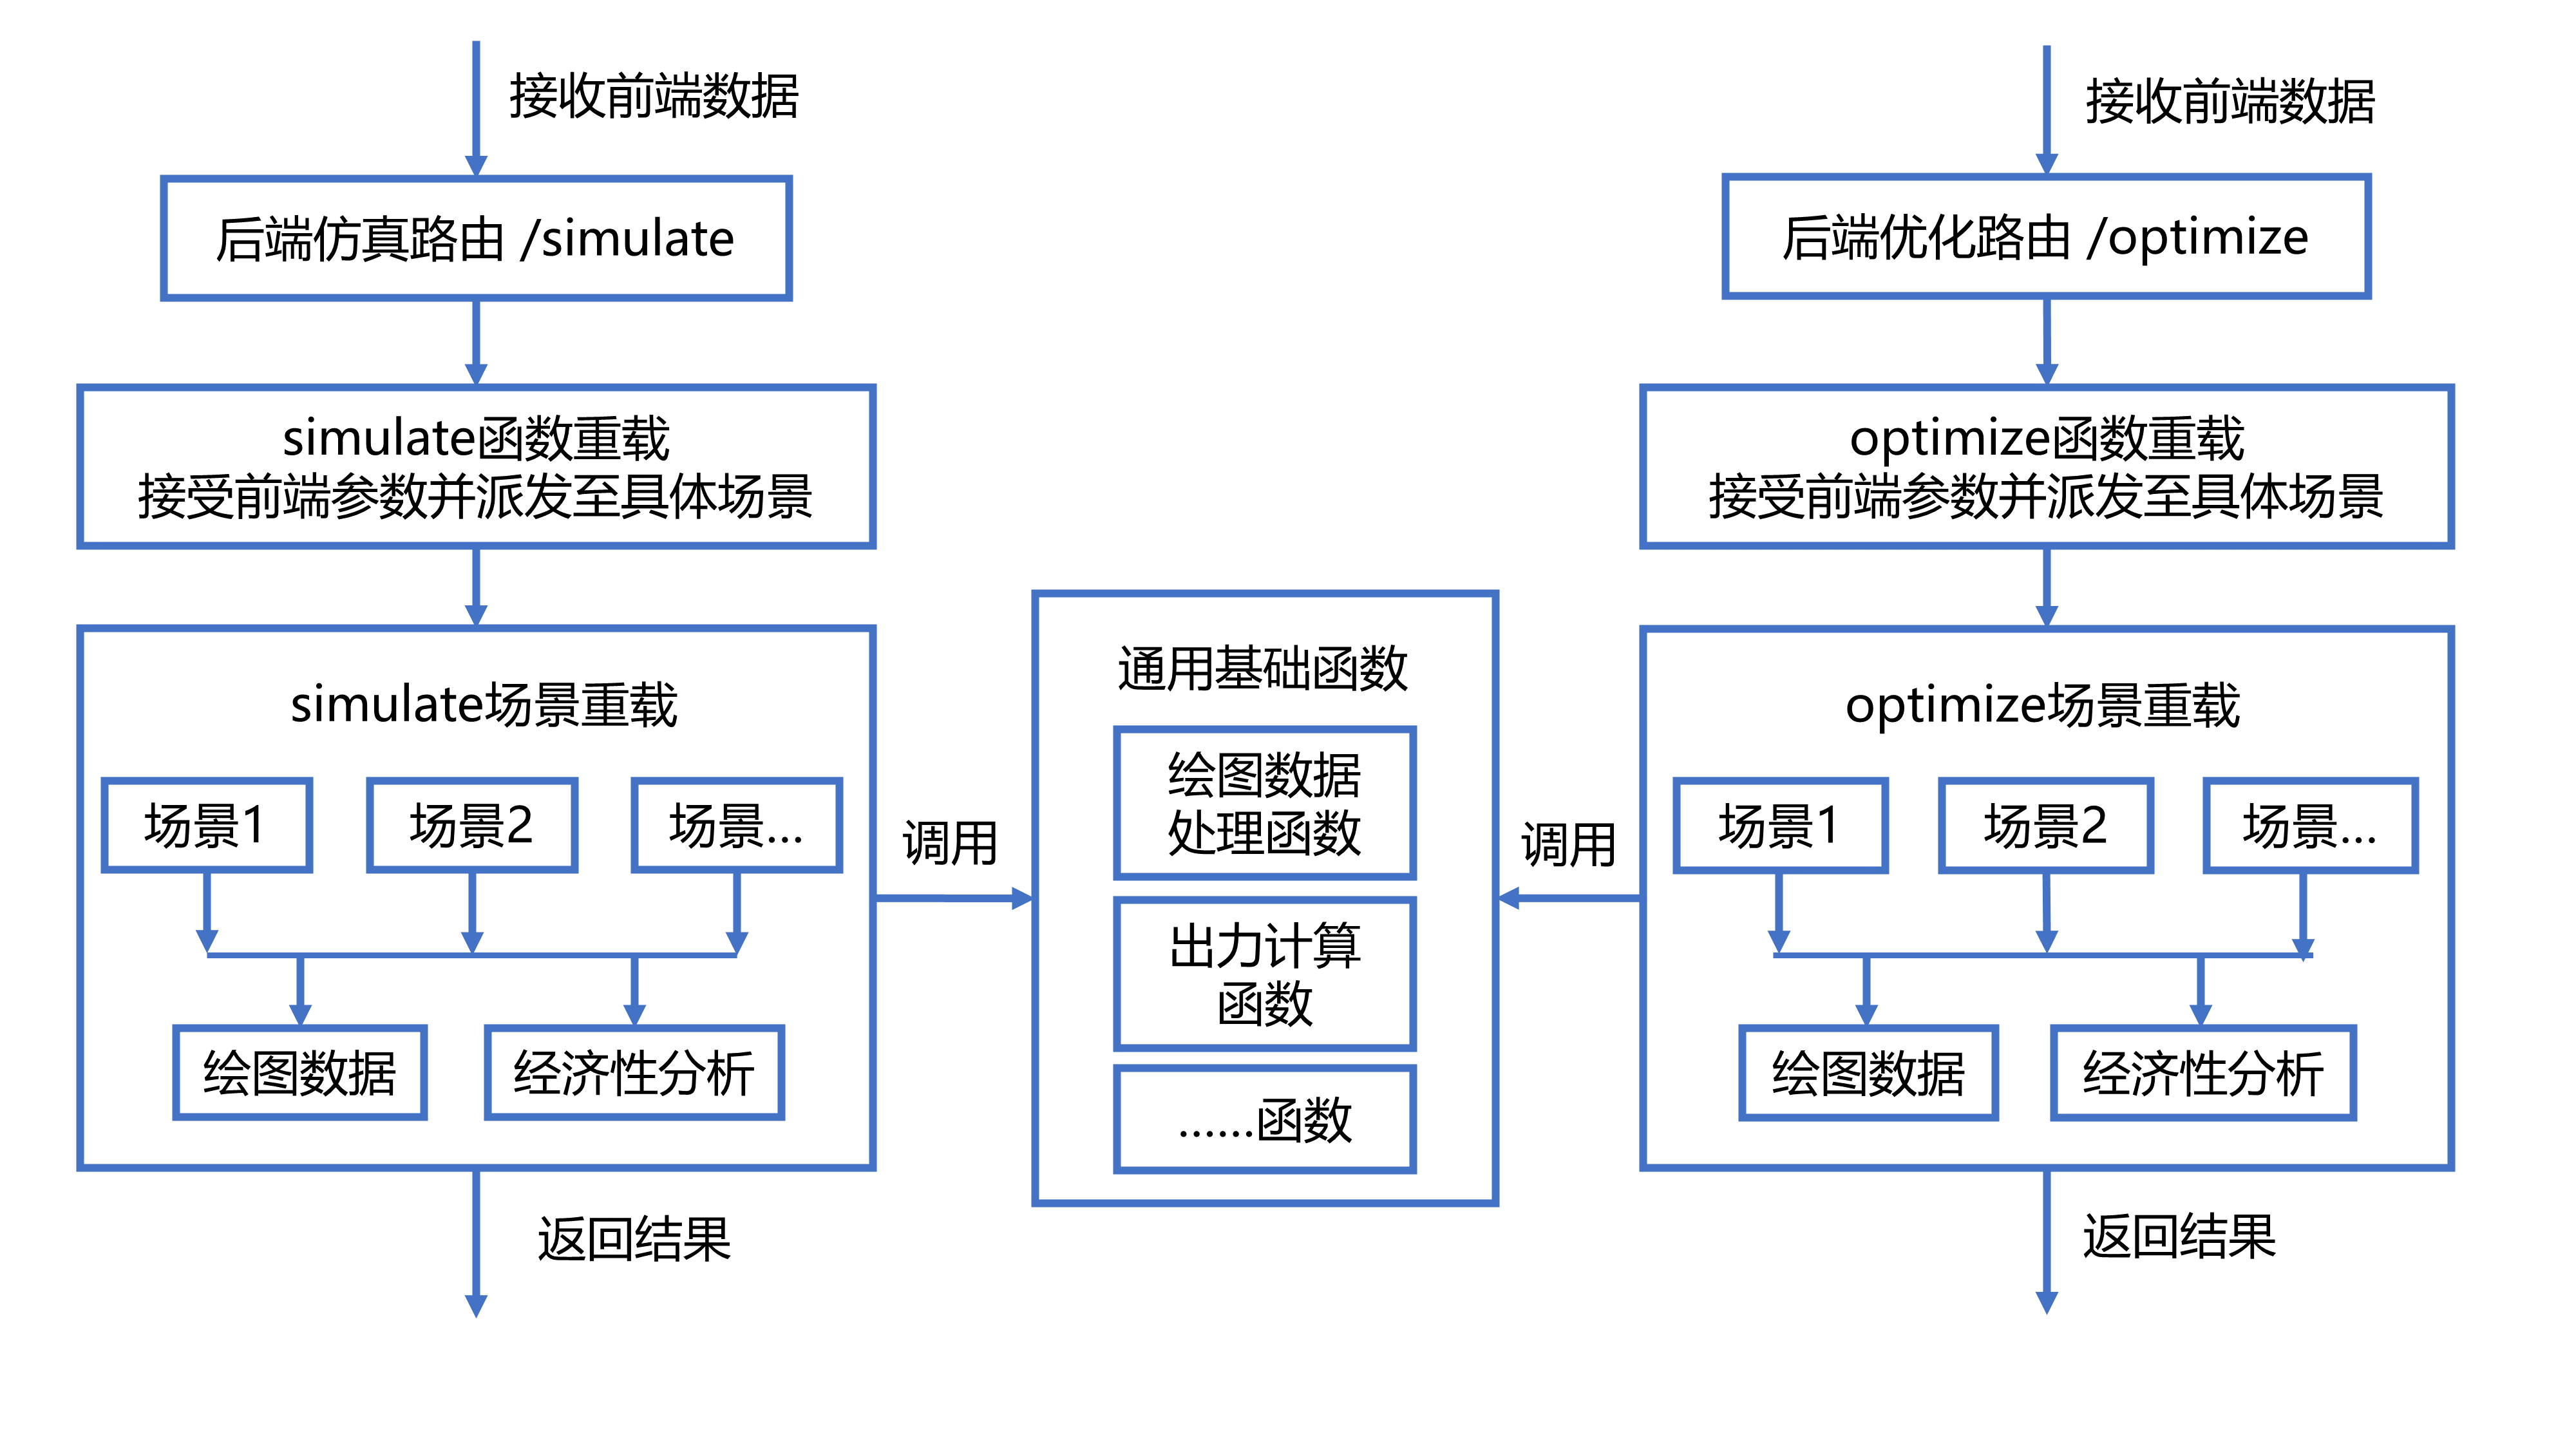 接收前端数据
后端仿真路由 /simulate
simulate函数重载
接受前端参数并派发至具体场景
simulate场景重载
场景1
场景2
场景...
绘图数据
经济性分析
返回结果
调用
通用基础函数
绘图数据
处理函数
出力计算
函数
……函数
调用
接收前端数据
后端优化路由 /optimize
optimize函数重载
接受前端参数并派发至具体场景
optimize场景重载
场景1
场景2
场景...
绘图数据
经济性分析
返回结果